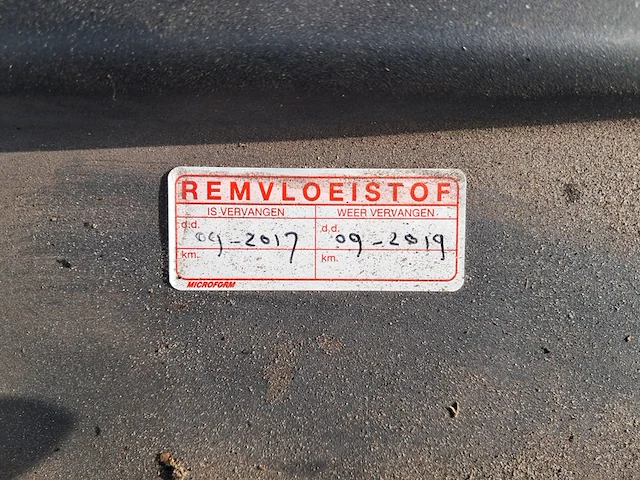 REMVLOEISTOF
IS VERVANGEN WEER VERVANGEN
d.d. 09-2017 d.d. 09-2019
km. km.
MICROFORM